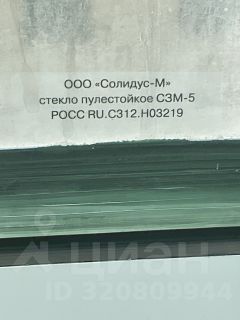 ООО «Солидус-М»
стекло пулестойкое СЗМ-5
РОСС RU.С312.Н03219
циан
ID 320809944